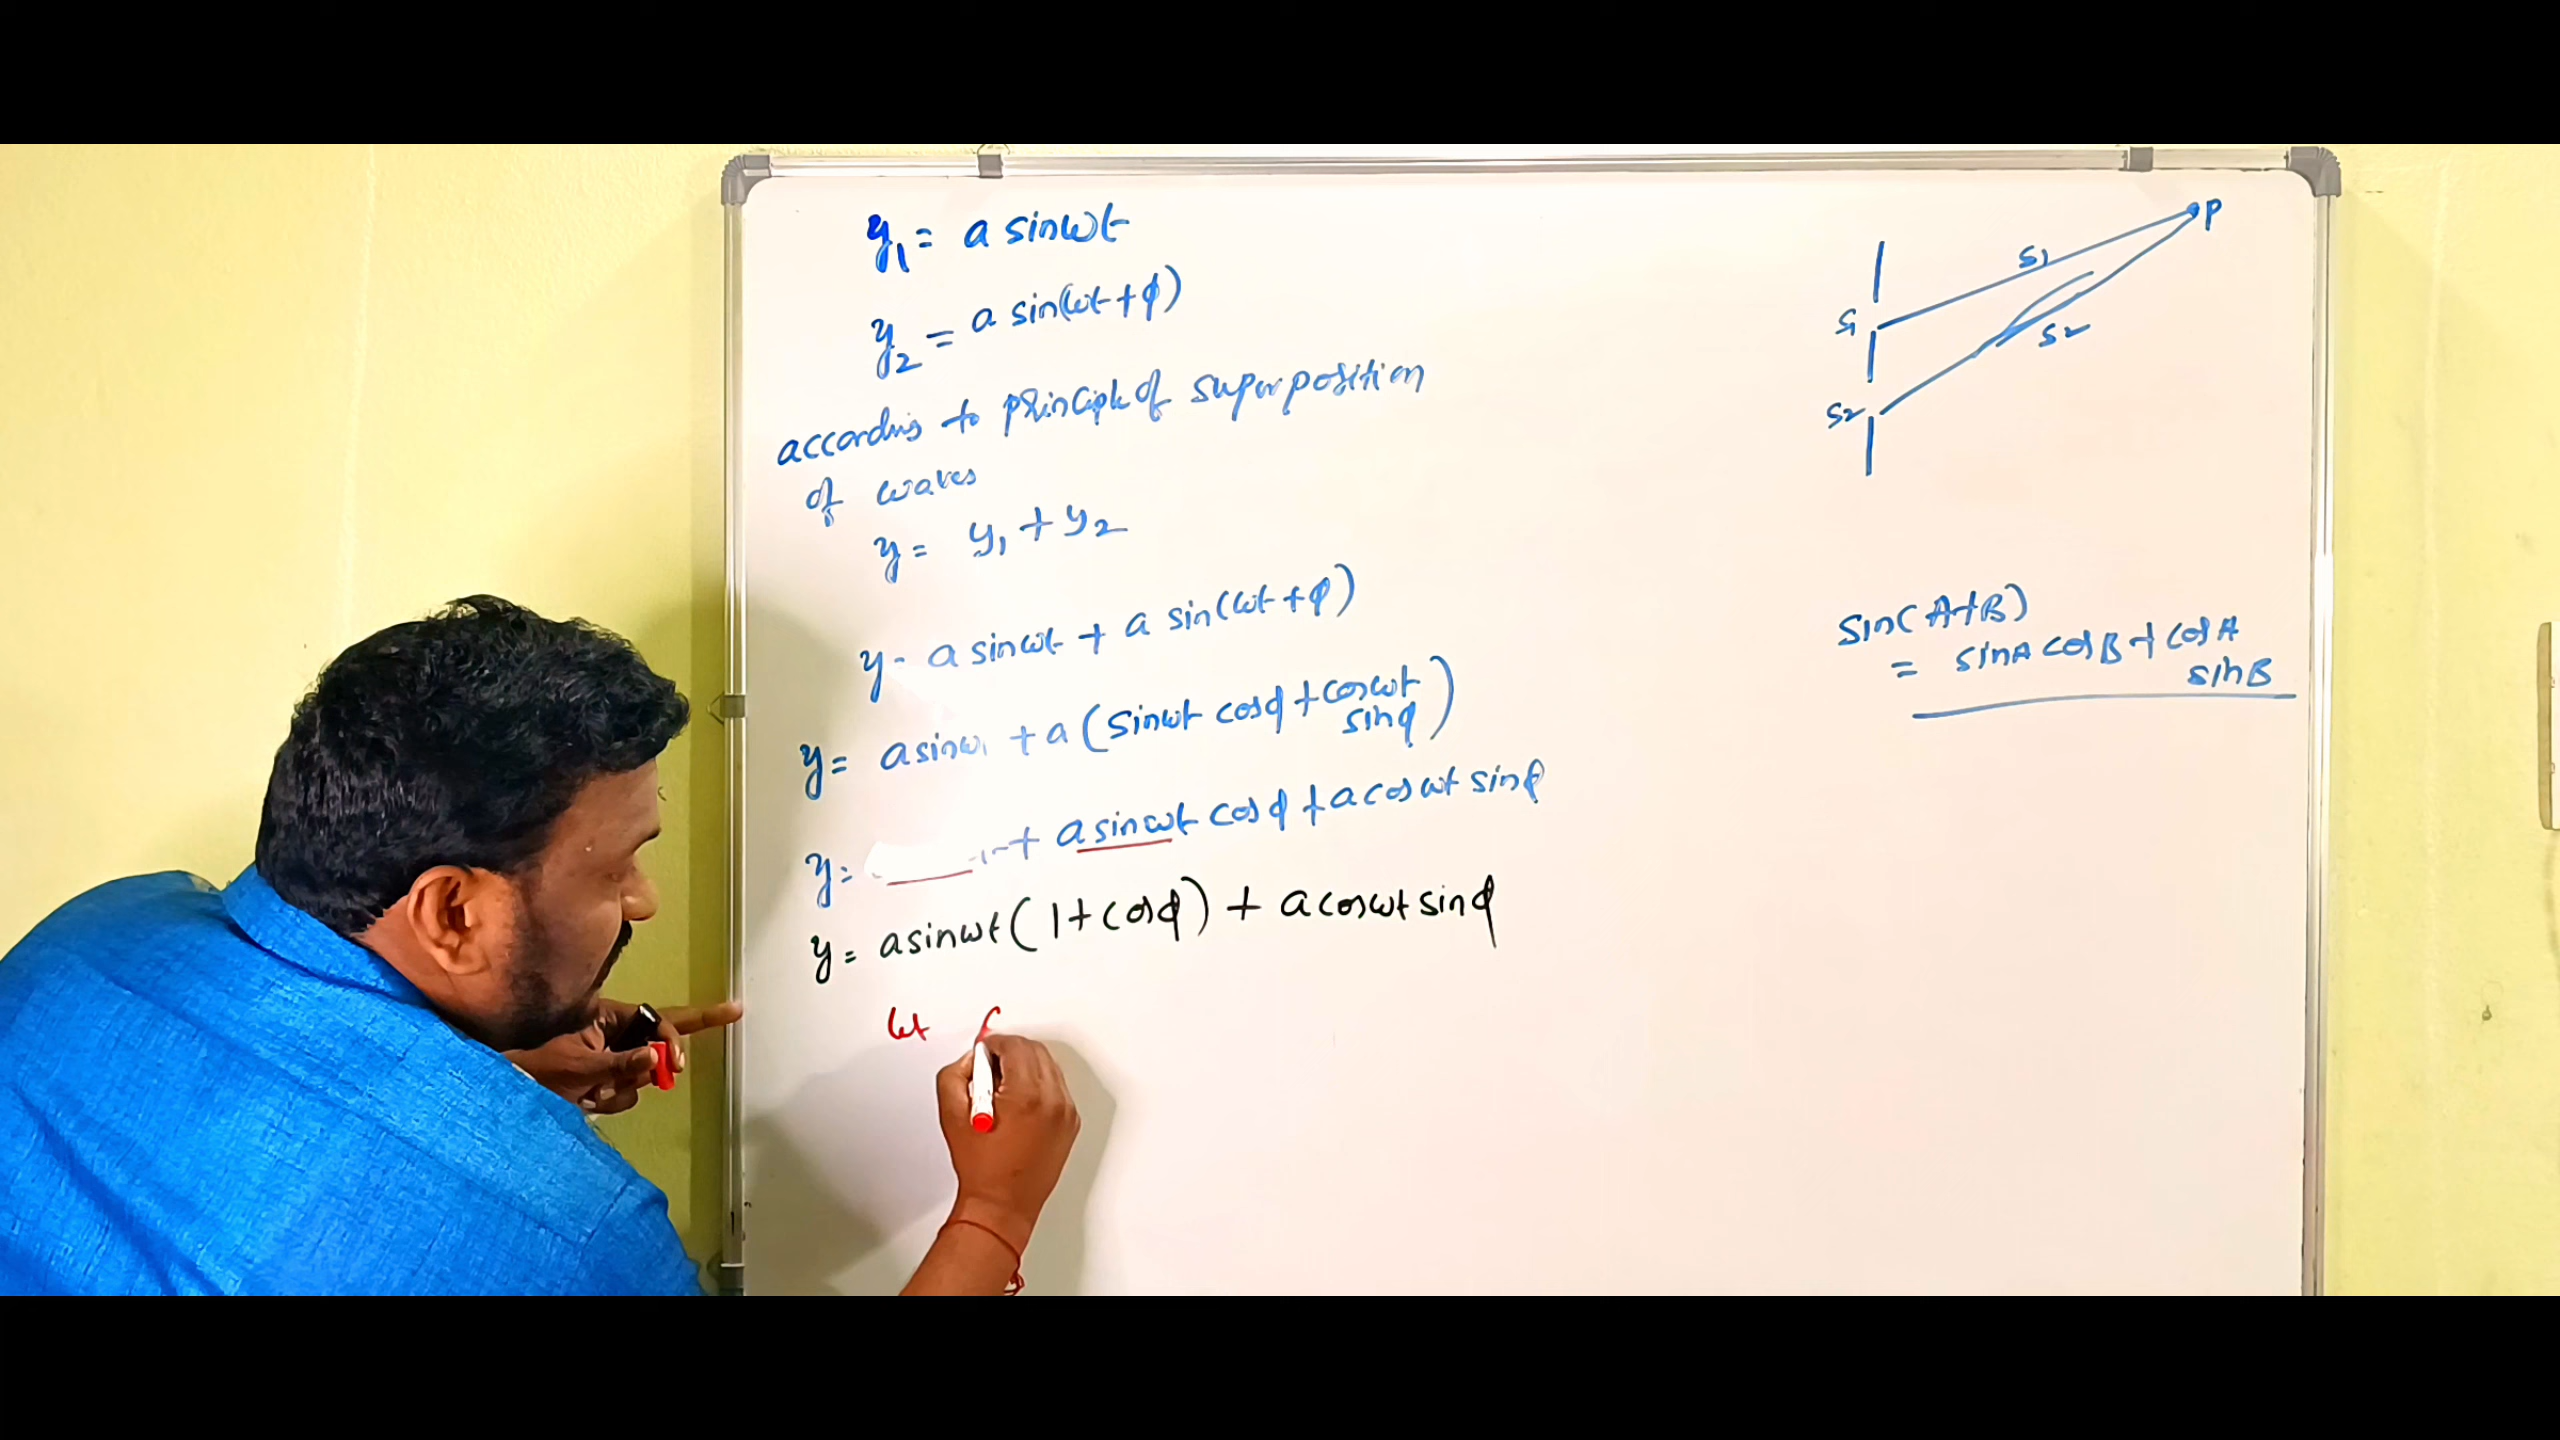 y₁ = a sinωt
y₂ = a sin(ωt+φ)
according to principle of superposition
of waves
y = y₁ + y₂
y = a sinωt + a sin(ωt+φ)
y = a sinω + a (sinωt cosφ + cosωt
sinφ)
y = + a sinωt cosφ + a cosωt sinφ
y = a sinωt (1+cosφ) + a cosωt sinφ
let
P
S₁
S₁
S₂
S₂
sin(A+B)
= sinA cosB + cosA
sinB